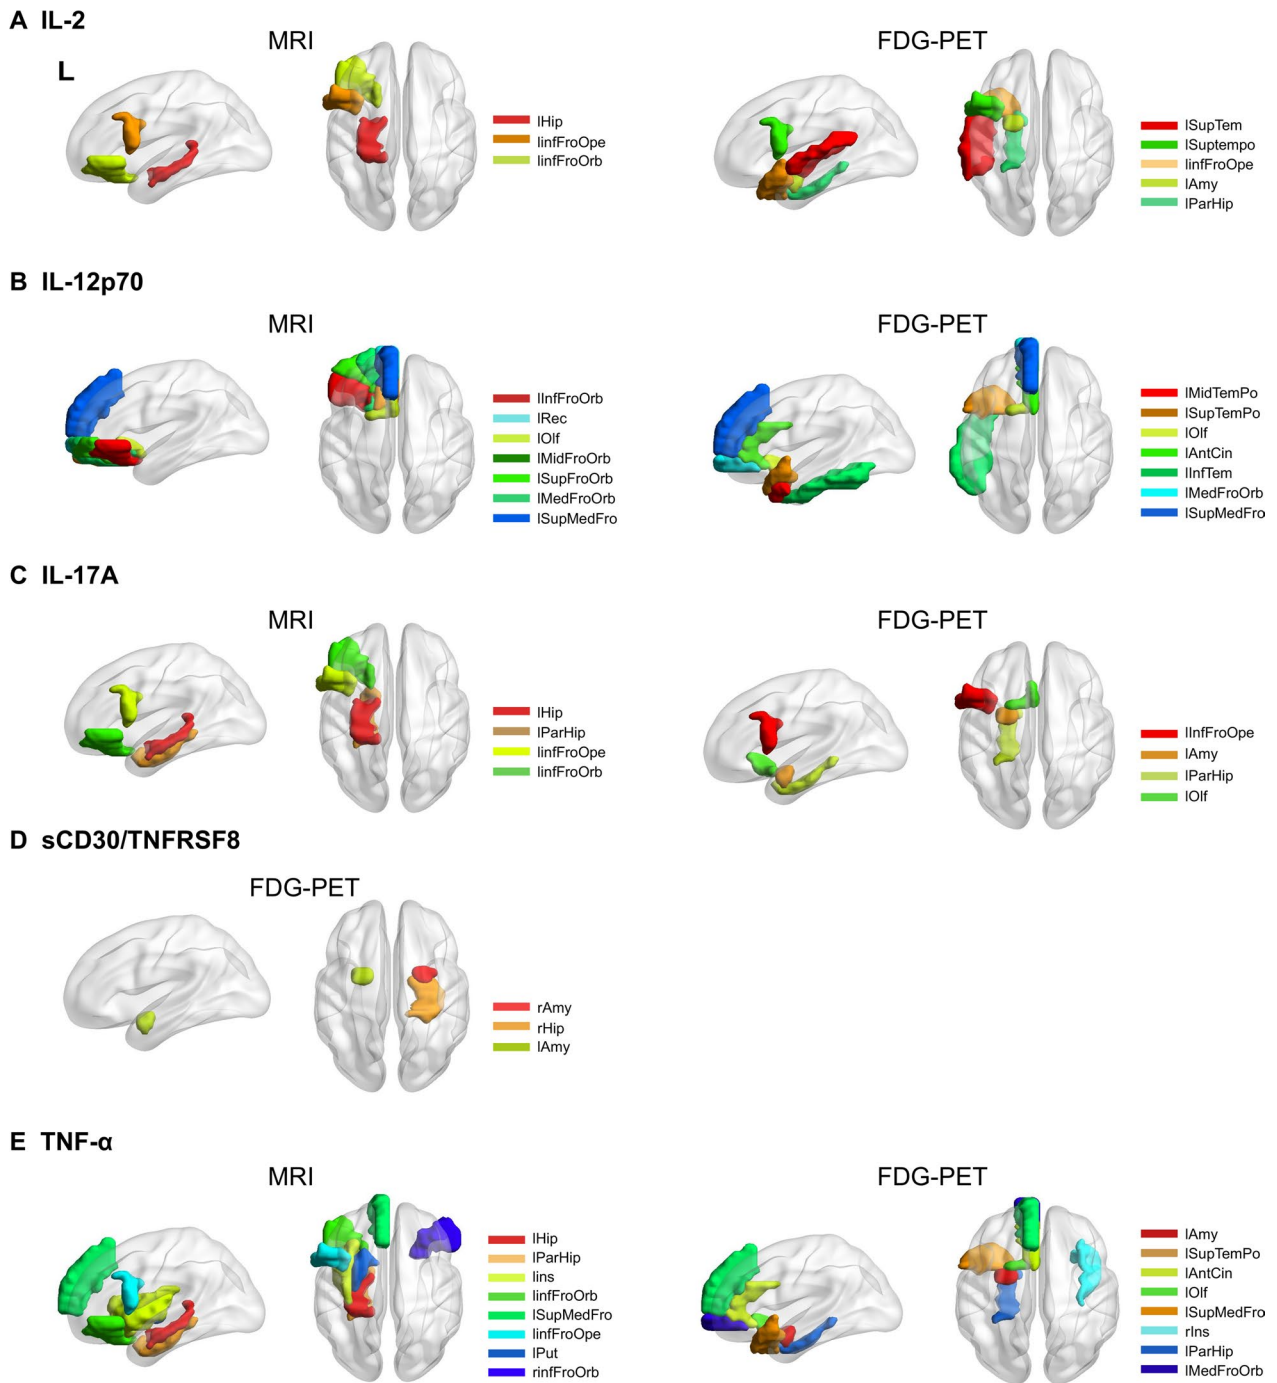 A IL-2
MRI
FDG-PET
L
lHip
linfFroOpe
linfFroOrb
lSupTem
lSuptempo
linfFroOpe
lAmy
lParHip
B IL-12p70
MRI
FDG-PET
lInfFroOrb
lRec
lOlf
lMidFroOrb
lSupFroOrb
lMedFroOrb
lSupMedFro
lMidTemPo
lSupTemPo
lOlf
lAntCin
lInfTem
lMedFroOrb
lSupMedFro
C IL-17A
MRI
FDG-PET
lHip
lParHip
linfFroOpe
linfFroOrb
lInfFroOpe
lAmy
lParHip
lOlf
D sCD30/TNFRSF8
FDG-PET
rAmy
rHip
lAmy
E TNF-α
MRI
FDG-PET
lHip
lParHip
lins
linfFroOrb
lSupMedFro
linfFroOpe
lPut
rinfFroOrb
lAmy
lSupTemPo
lAntCin
lOlf
lSupMedFro
rIns
lParHip
lMedFroOrb